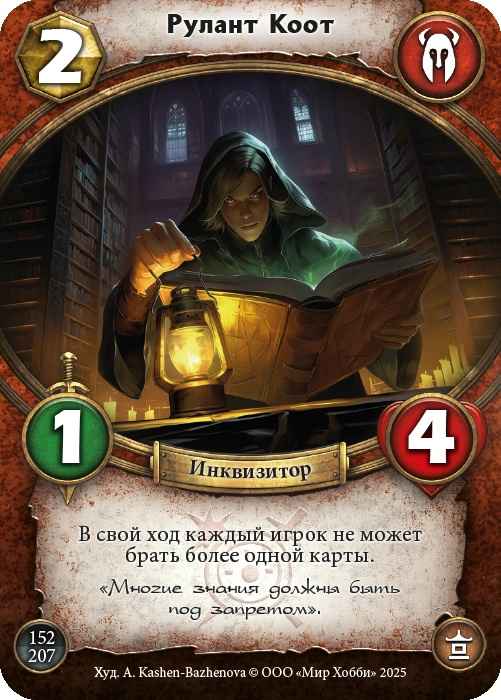 Рулант Коот
2
1
4
Инквизитор
В свой ход каждый игрок не может
брать более одной карты.
«Многие знания должны быть
под запретом».
152
207
Худ. A. Kashen-Bazhenova © ООО «Мир Хобби» 2025